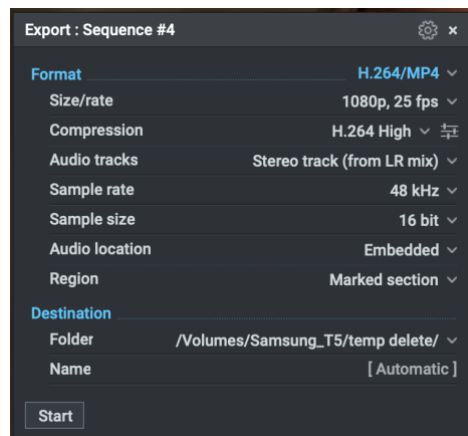 Export : Sequence #4
Format H.264/MP4
Size/rate 1080p, 25 fps
Compression H.264 High
Audio tracks Stereo track (from LR mix)
Sample rate 48 kHz
Sample size 16 bit
Audio location Embedded
Region Marked section
Destination
Folder /Volumes/Samsung_T5/temp delete/
Name [ Automatic ]
Start